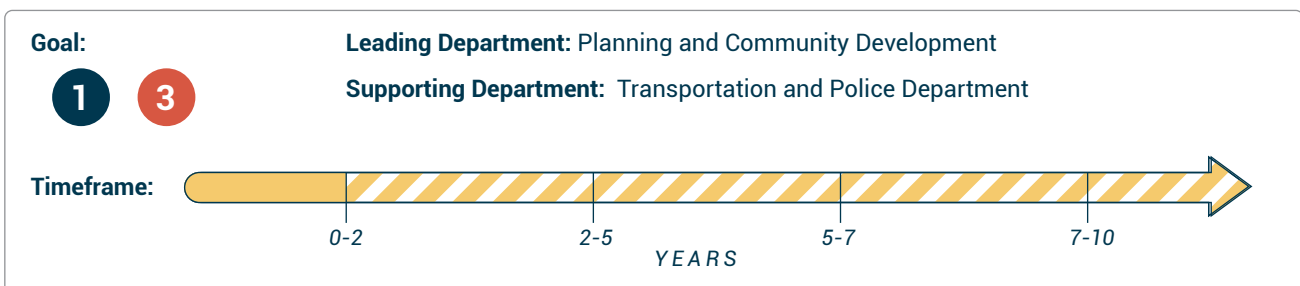 Goal:
Leading Department: Planning and Community Development
1 3
Supporting Department: Transportation and Police Department
Timeframe:
0-2 2-5 5-7 7-10
YEARS